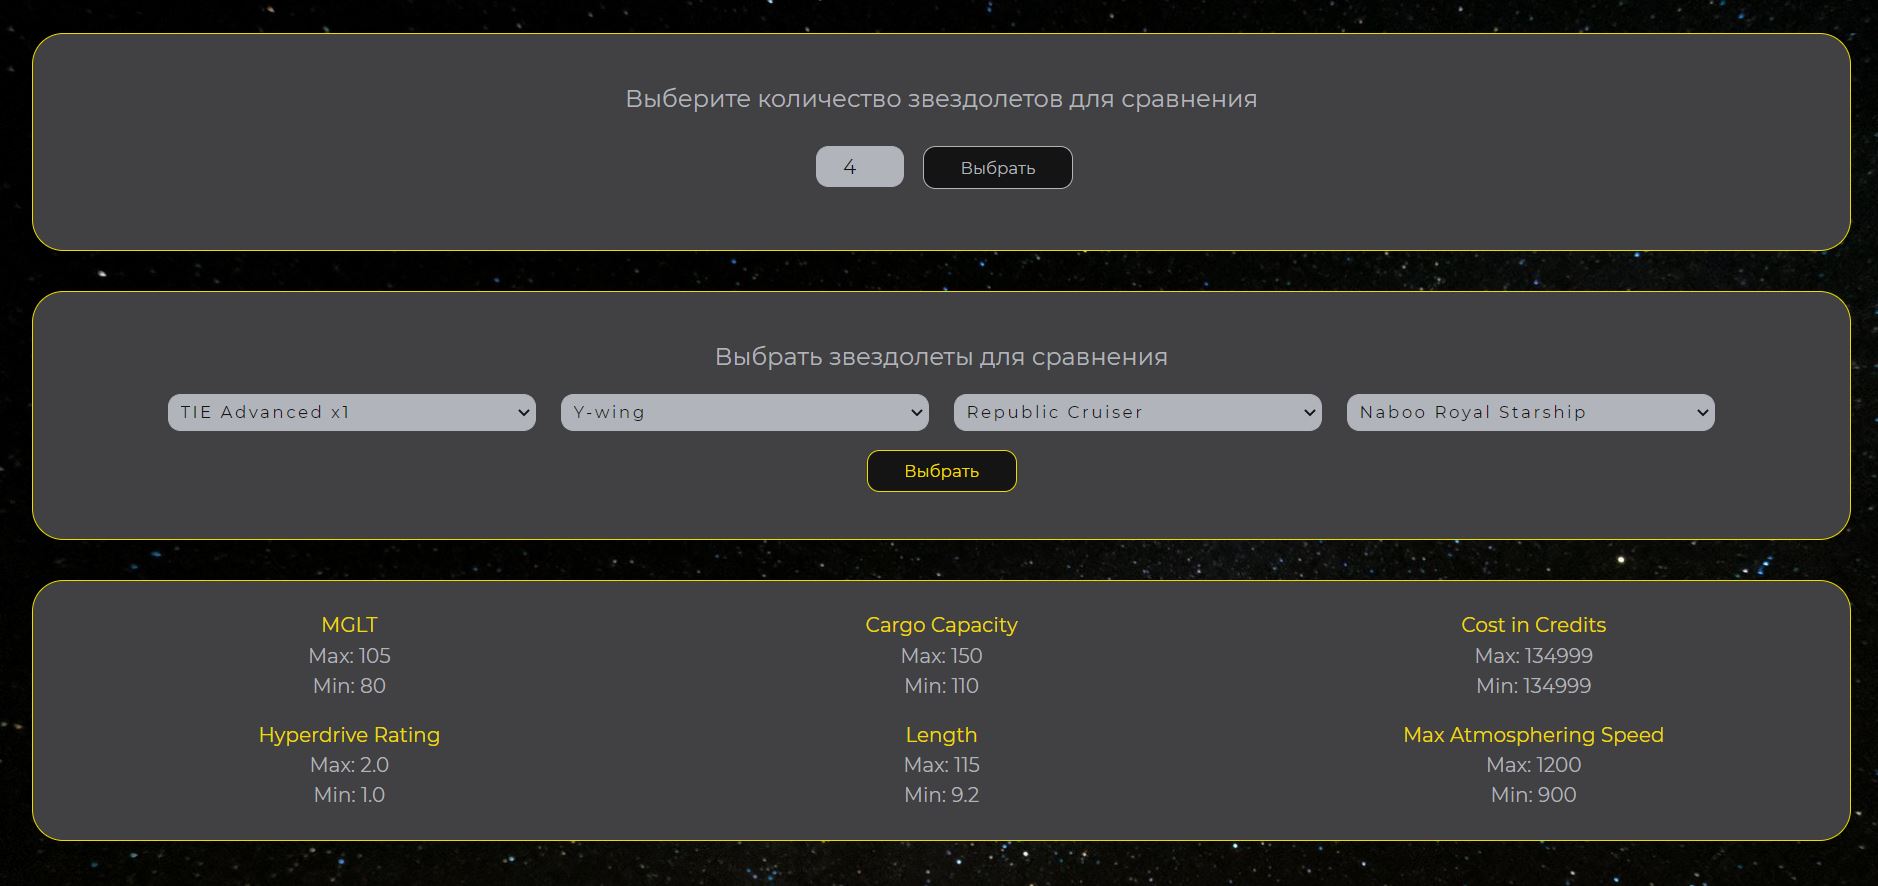 Выберите количество звездолетов для сравнения
4 Выбрать
Выбрать звездолеты для сравнения
TIE Advanced x1 Y-wing Republic Cruiser Naboo Royal Starship
Выбрать
MGLT Cargo Capacity Cost in Credits
Max: 105 Max: 150 Max: 134999
Min: 80 Min: 110 Min: 134999
Hyperdrive Rating Length Max Atmosphering Speed
Max: 2.0 Max: 115 Max: 1200
Min: 1.0 Min: 9.2 Min: 900